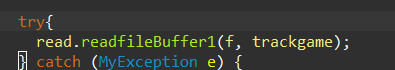 try{
read.readfileBuffer1(f, trackgame);
} catch (MyException e) {